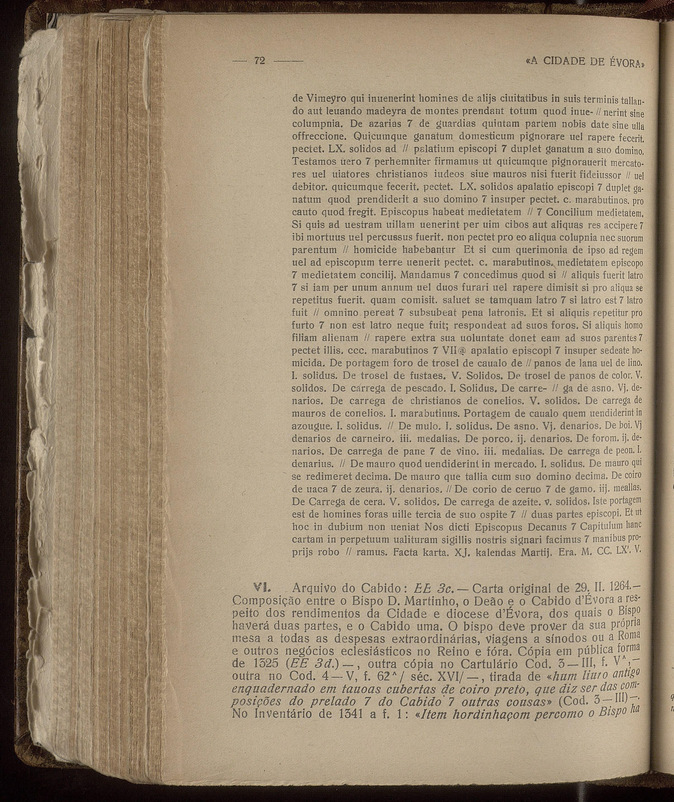 — 72 ——
«A CIDADE DE ÉVORA»
de Vimeyro qui inuenerint homines de alijs ciuitatibus in suis terminis tallan-
do aut leuando madeyra de montes prendant totum quod inue- // nerint sine
columpnia. De azarias 7 de guardias quintam partem nobis date sine ulla
offreccione. Quicumque ganatum domesticum pignorare uel rapere fecerit.
pectet. LX. solidos ad // palatium episcopi 7 duplet ganatum a suo domino.
Testamos uero 7 perhemniter firmamus ut quicumque pignorauerit mercato-
res uel uiatores christianos iudeos siue mauros nisi fuerit fideiussor // uel
debitor. quicumque fecerit. pectet. LX. solidos apalatio episcopi 7 duplet ga-
natum quod prendiderit a suo domino 7 insuper pectet. c. marabutinos. pro
cauto quod fregit. Episcopus habeat medietatem // 7 Concilium medietatem.
Si quis ad uestram uillam uenerint per uim cibos aut aliquas res accipere 7
ibi mortuus uel percussus fuerit. non pectet pro eo aliqua colupnia nec suorum
parentum // homicide habebantur Et si cum querimonia de ipso ad regem
uel ad episcopum terre uenerit pectet. c. marabutinos. medietatem episcopo
7 medietatem concilij. Mandamus 7 concedimus quod si // aliquis fuerit latro
7 si iam per unum annum uel duos furari uel rapere dimisit si pro aliqua se
repetitus fuerit. quam comisit. saluet se tamquam latro 7 si latro est 7 latro
fuit // omnino pereat 7 subsubeat pena latronis. Et si aliquis repetitur pro
furto 7 non est latro neque fuit; respondeat ad suos foros. Si aliquis homo
filiam alienam // rapere extra sua uoluntate donet eam ad suos parentes 7
pectet illis. ccc. marabutinos 7 VII@ apalatio episcopi 7 insuper sedeate ho-
micida. De portagem foro de trosel de caualo de // panos de lana uel de lino.
I. solidus. De trosel de fustaes. V. Solidos. De trosel de panos de color. V.
solidos. De carrega de pescado. I. Solidus. De carre- // ga de asno. Vj. de-
narios. De carrega de christianos de conelios. V. solidos. De carrega de
mauros de conelios. I. marabutinus. Portagem de caualo quem uendiderint in
azougue. I. solidus. // De mulo. I. solidus. De asno. Vj. denarios. De boi. Vj
denarios de carneiro. iii. medalias. De porco. ij. denarios. De forom. ij. de-
narios. De carrega de pane 7 de vino. iii. medalias. De carrega de peon. I.
denarius. // De mauro quod uendiderint in mercado. I. solidus. De mauro qui
se redimeret decima. De mauro que tallia cum suo domino decima. De coiro
de uaca 7 de zeura. ij. denarios. // De corio de ceruo 7 de gamo. iij. meallas.
De Carrega de cera. V. solidos. De carrega de azeite. v. solidos. Iste portagem
est de homines foras uille tercia de suo ospite 7 // duas partes episcopi. Et ut
hoc in dubium non ueniat Nos dicti Episcopus Decanus 7 Capitulum hanc
cartam in perpetuum ualituram sigillis nostris signari facimus 7 manibus pro-
prijs robo // ramus. Facta karta. XJ. kalendas Martij. Era. M. CC. LX'. V.
VI. Arquivo do Cabido: EE 3c. — Carta original de 29, II. 1264.—
Composição entre o Bispo D. Martinho, o Deão e o Cabido d'Évora a res-
peito dos rendimentos da Cidade e diocese d'Évora, dos quais o Bispo
haverá duas partes, e o Cabido uma. O bispo deve prover da sua própria
mesa a todas as despesas extraordinárias, viagens a sínodos ou a Roma
e outros negócios eclesiásticos no Reino e fóra. Cópia em pública forma
de 1325 (EE 3d.) —, outra cópia no Cartulário Cod. 3 — III, f. V^,—
outra no Cod. 4 — V, f. 62^ / séc. XVI/ —, tirada de «hum liuro antigo
enquadernado em tauoas cubertas de coiro preto, que diz ser das com-
posições do prelado 7 do Cabido 7 outras cousas» (Cod. 3 — III) —.
No Inventário de 1341 a f. 1: «Item hordinhaçom percomo o Bispo ha